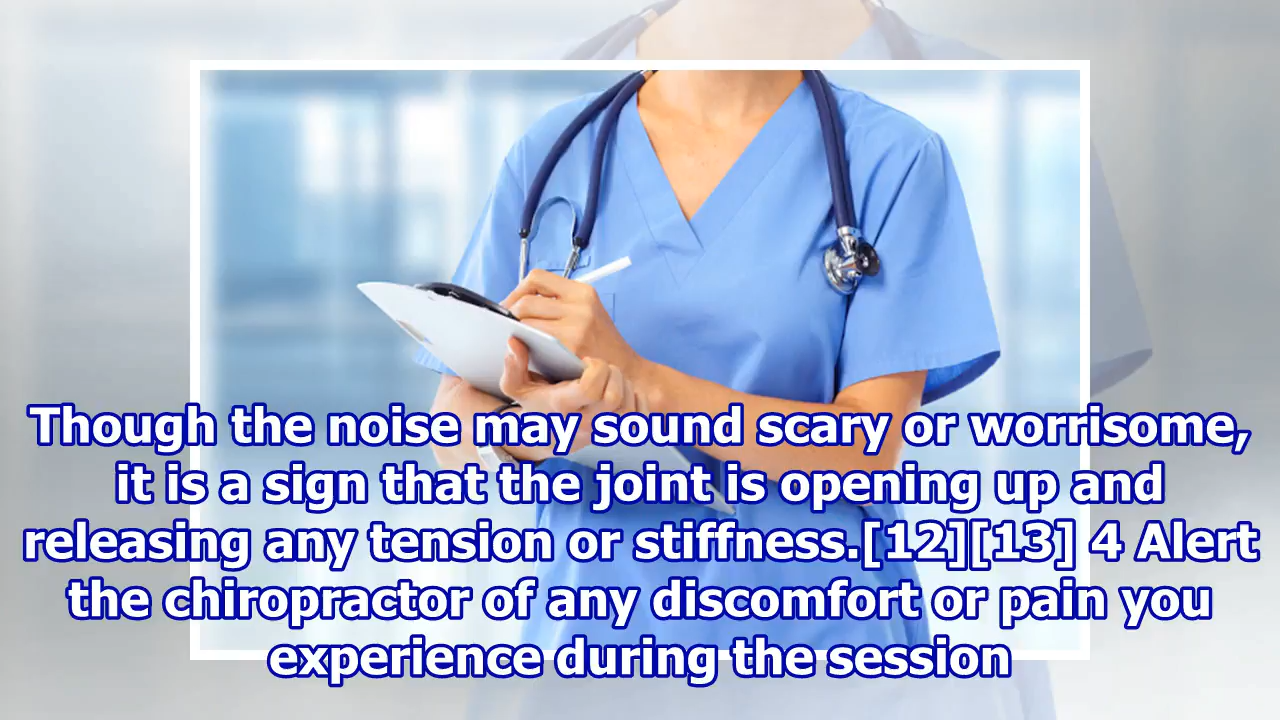 Though the noise may sound scary or worrisome,
it is a sign that the joint is opening up and
releasing any tension or stiffness.[12][13] 4 Alert
the chiropractor of any discomfort or pain you
experience during the session